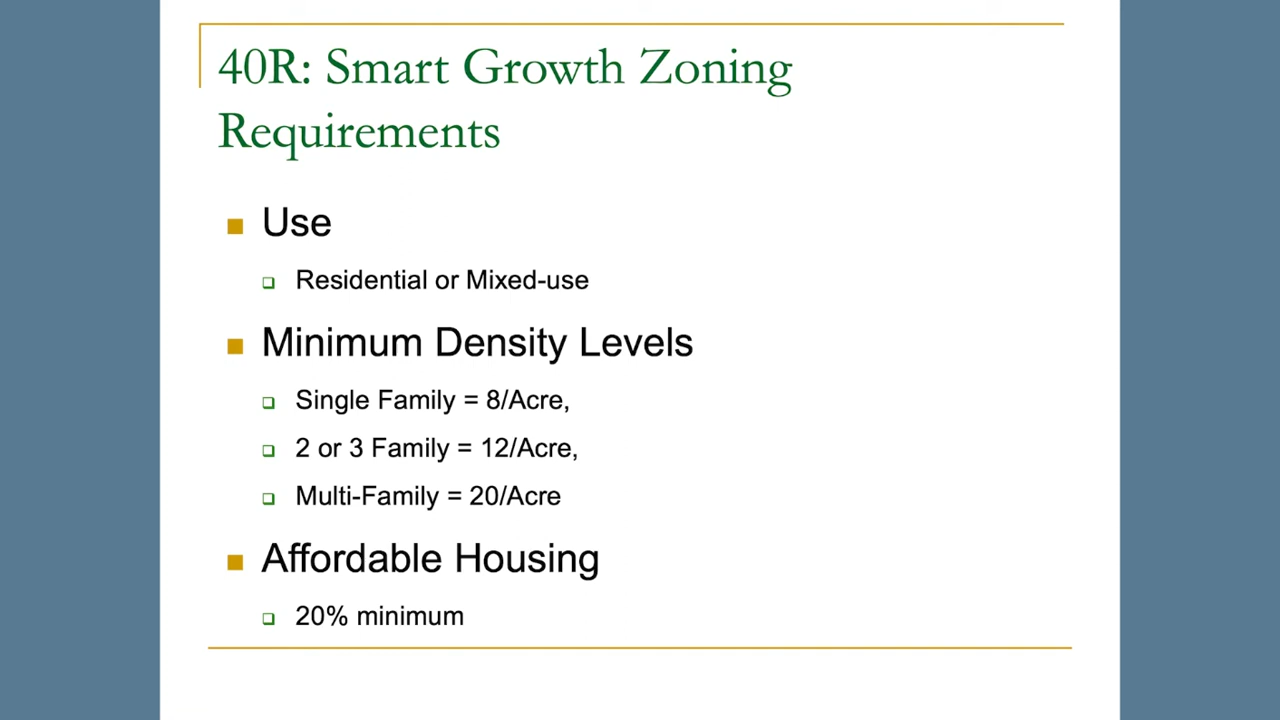 40R: Smart Growth Zoning
Requirements
Use
Residential or Mixed-use
Minimum Density Levels
Single Family = 8/Acre,
2 or 3 Family = 12/Acre,
Multi-Family = 20/Acre
Affordable Housing
20% minimum